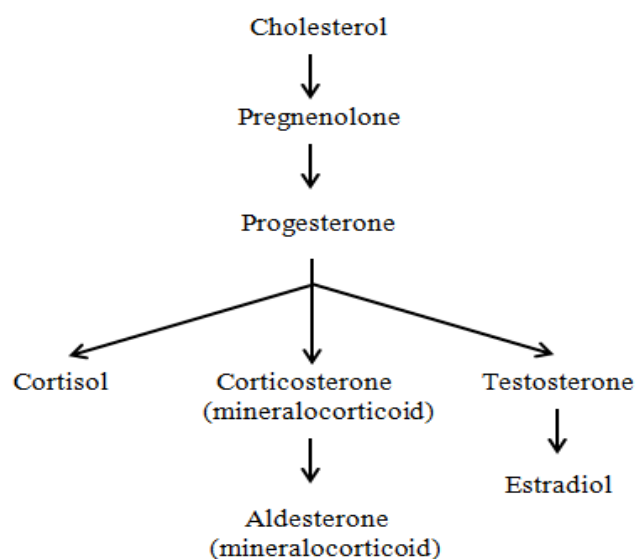 Cholesterol
Pregnenolone
Progesterone
Cortisol
Corticosterone
(mineralocorticoid)
Testosterone
Estradiol
Aldesterone
(mineralocorticoid)